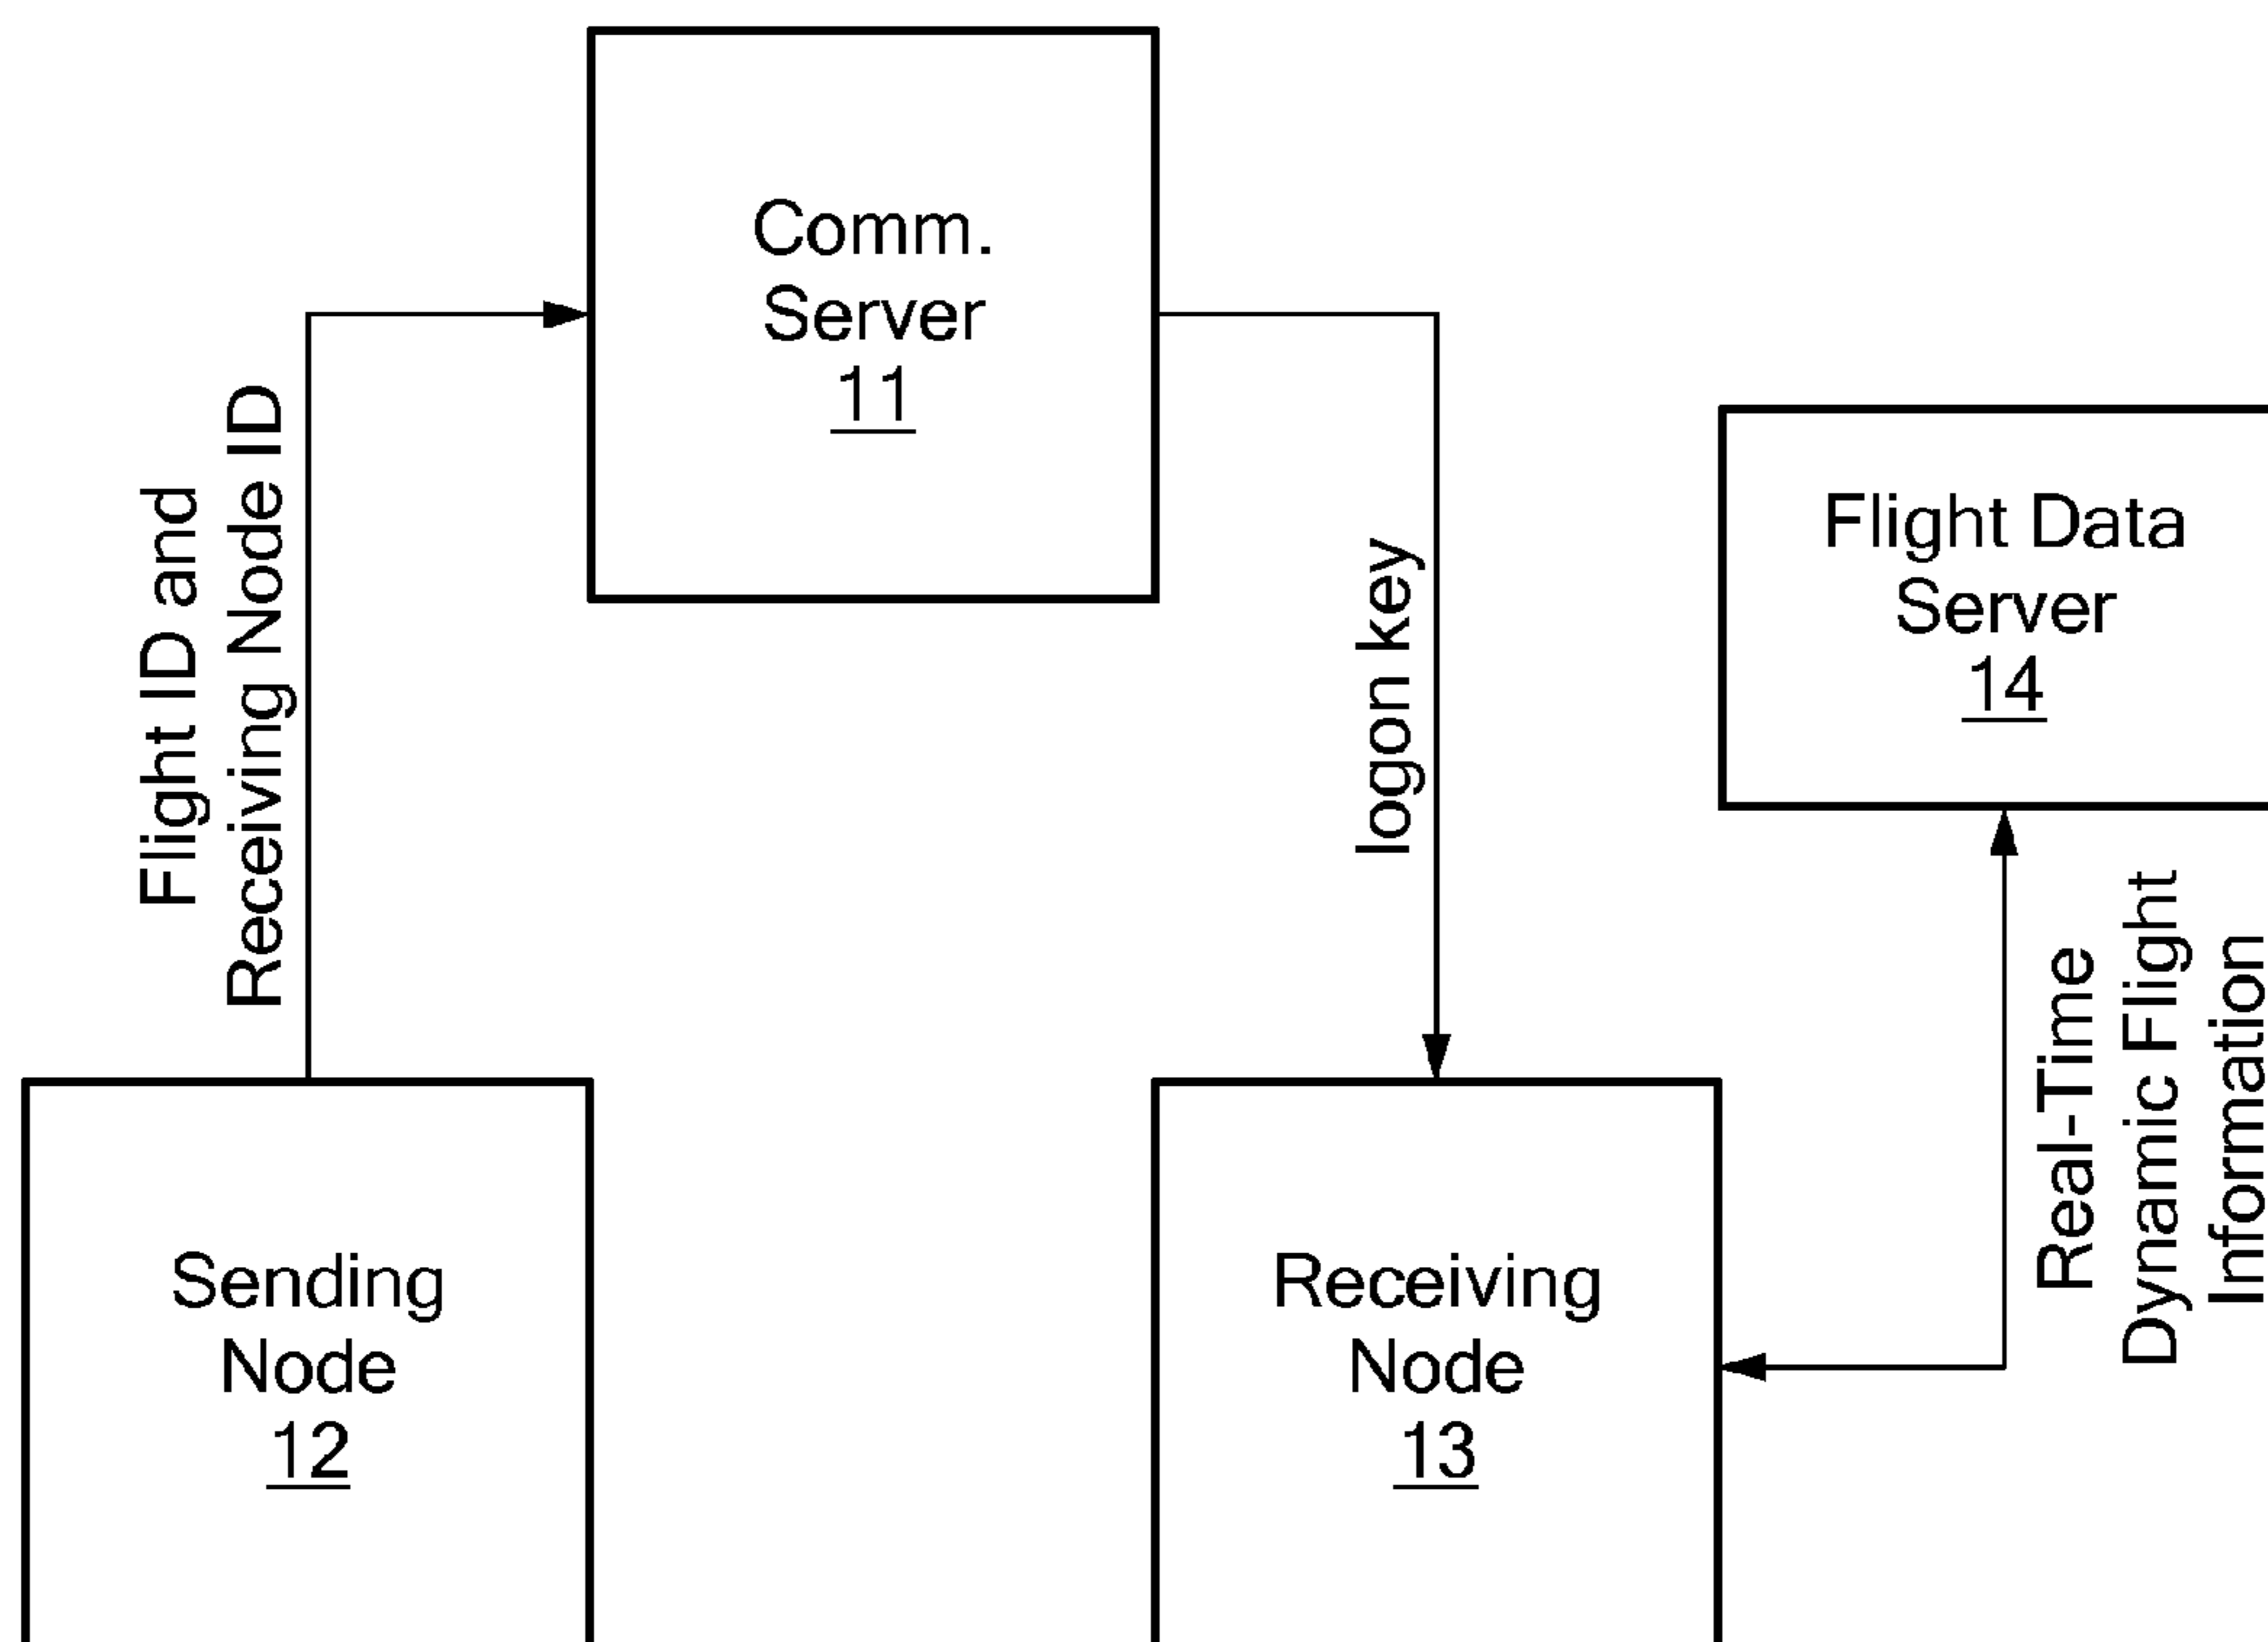 Comm.
Server
11
Flight ID and
Receiving Node ID
logon key
Flight Data
Server
14
Real-Time
Dynamic Flight
Information
Sending
Node
12
Receiving
Node
13